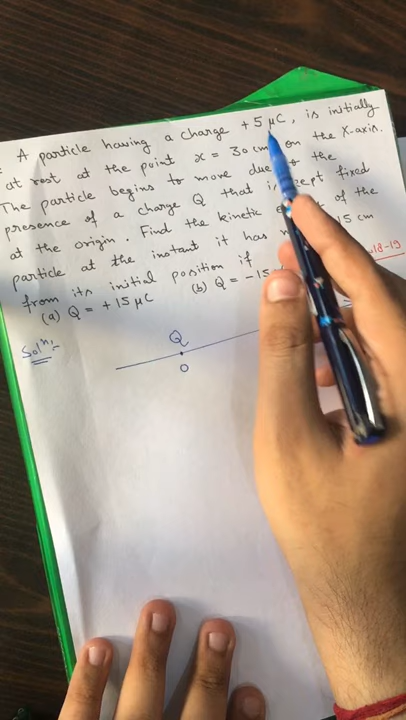 A particle having a charge +5 μC, is initially
at rest at the point x = 30 cm on the X-axis.
The particle begins to move due to the
presence of a charge Q that is kept fixed
at the origin. Find the kinetic of the
particle at the instant it has 15 cm
from its initial position if 18-19
(a) Q = +15 μC (b) Q = -15
Solⁿ:-
Q
O